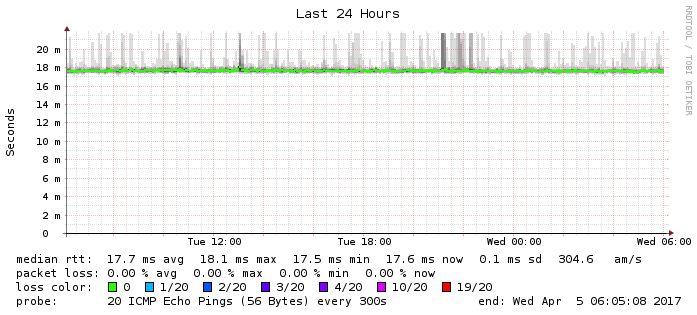 Last 24 Hours
RRDTOOL / TOBI OETIKER
Seconds
20 m
18 m
16 m
14 m
12 m
10 m
8 m
6 m
4 m
2 m
0
Tue 12:00 Tue 18:00 Wed 00:00 Wed 06:00
median rtt: 17.7 ms avg 18.1 ms max 17.5 ms min 17.6 ms now 0.1 ms sd 304.6 am/s
packet loss: 0.00 % avg 0.00 % max 0.00 % min 0.00 % now
loss color: 0 1/20 2/20 3/20 4/20 10/20 19/20
probe: 20 ICMP Echo Pings (56 Bytes) every 300s end: Wed Apr 5 06:05:08 2017